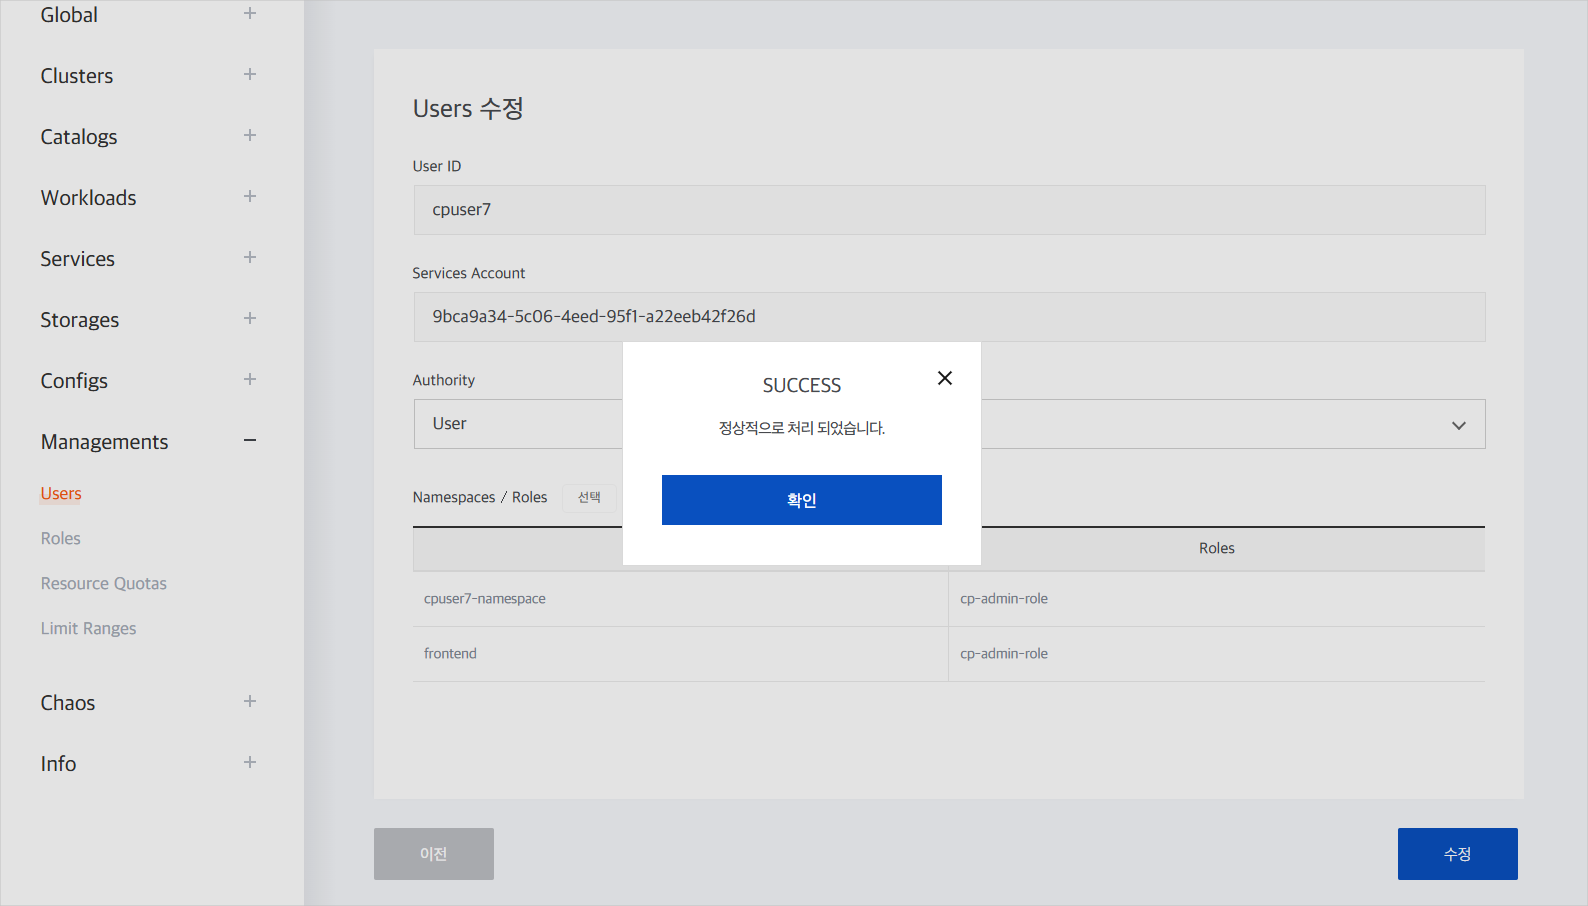 Global
Clusters
Catalogs
Workloads
Services
Storages
Configs
Managements
Users
Roles
Resource Quotas
Limit Ranges
Chaos
Info
Users 수정
User ID
cpuser7
Services Account
9bca9a34-5c06-4eed-95f1-a22eeb42f26d
Authority
User
Namespaces / Roles 선택
Roles
cpuser7-namespace cp-admin-role
frontend cp-admin-role
SUCCESS
정상적으로 처리 되었습니다.
확인
이전 수정